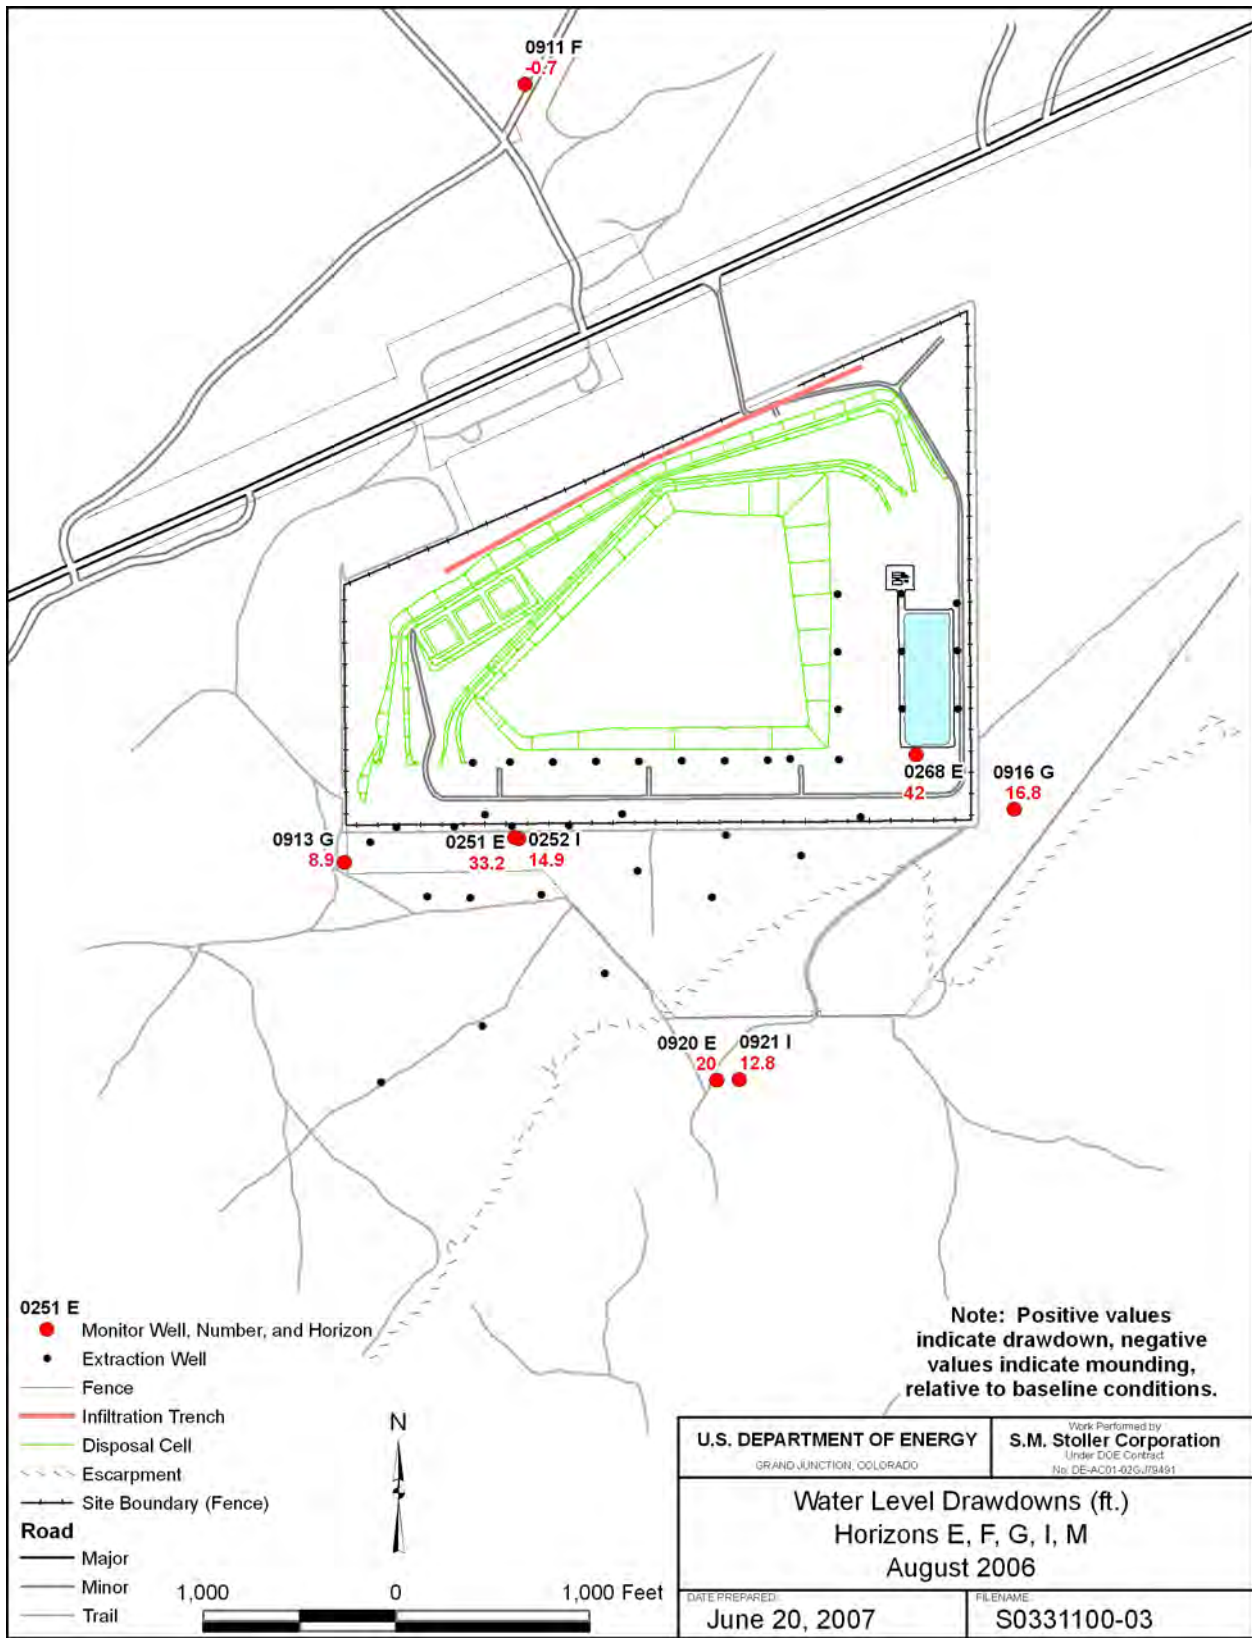 0911 F
-0.7
0268 E
42
0916 G
16.8
0913 G
8.9
0251 E
33.2
0252 I
14.9
0920 E
20
0921 I
12.8
0251 E
Monitor Well, Number, and Horizon
Extraction Well
Fence
Infiltration Trench
Disposal Cell
Escarpment
Site Boundary (Fence)
Road
Major
Minor
Trail
N
1,000 0 1,000 Feet
Note: Positive values
indicate drawdown, negative
values indicate mounding,
relative to baseline conditions.
U.S. DEPARTMENT OF ENERGY
GRAND JUNCTION, COLORADO
Work Performed by
S.M. Stoller Corporation
Under DOE Contract
No. DE-AC01-02GJ79491
Water Level Drawdowns (ft.)
Horizons E, F, G, I, M
August 2006
DATE PREPARED:
June 20, 2007
FILENAME:
S0331100-03